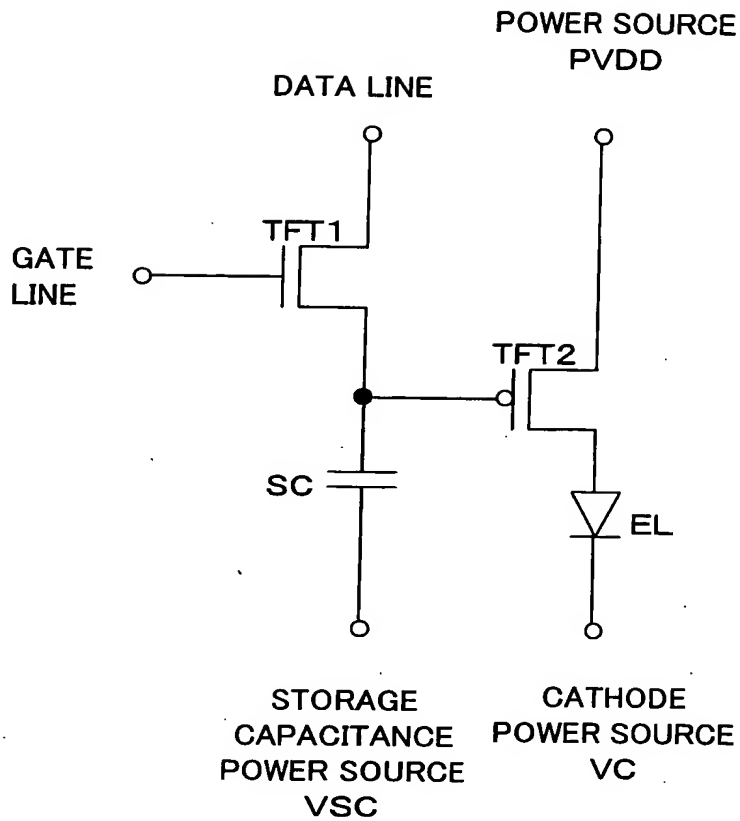 POWER SOURCE
PVDD
DATA LINE
TFT1
GATE
LINE
TFT2
SC
EL
STORAGE
CAPACITANCE
POWER SOURCE
VSC
CATHODE
POWER SOURCE
VC